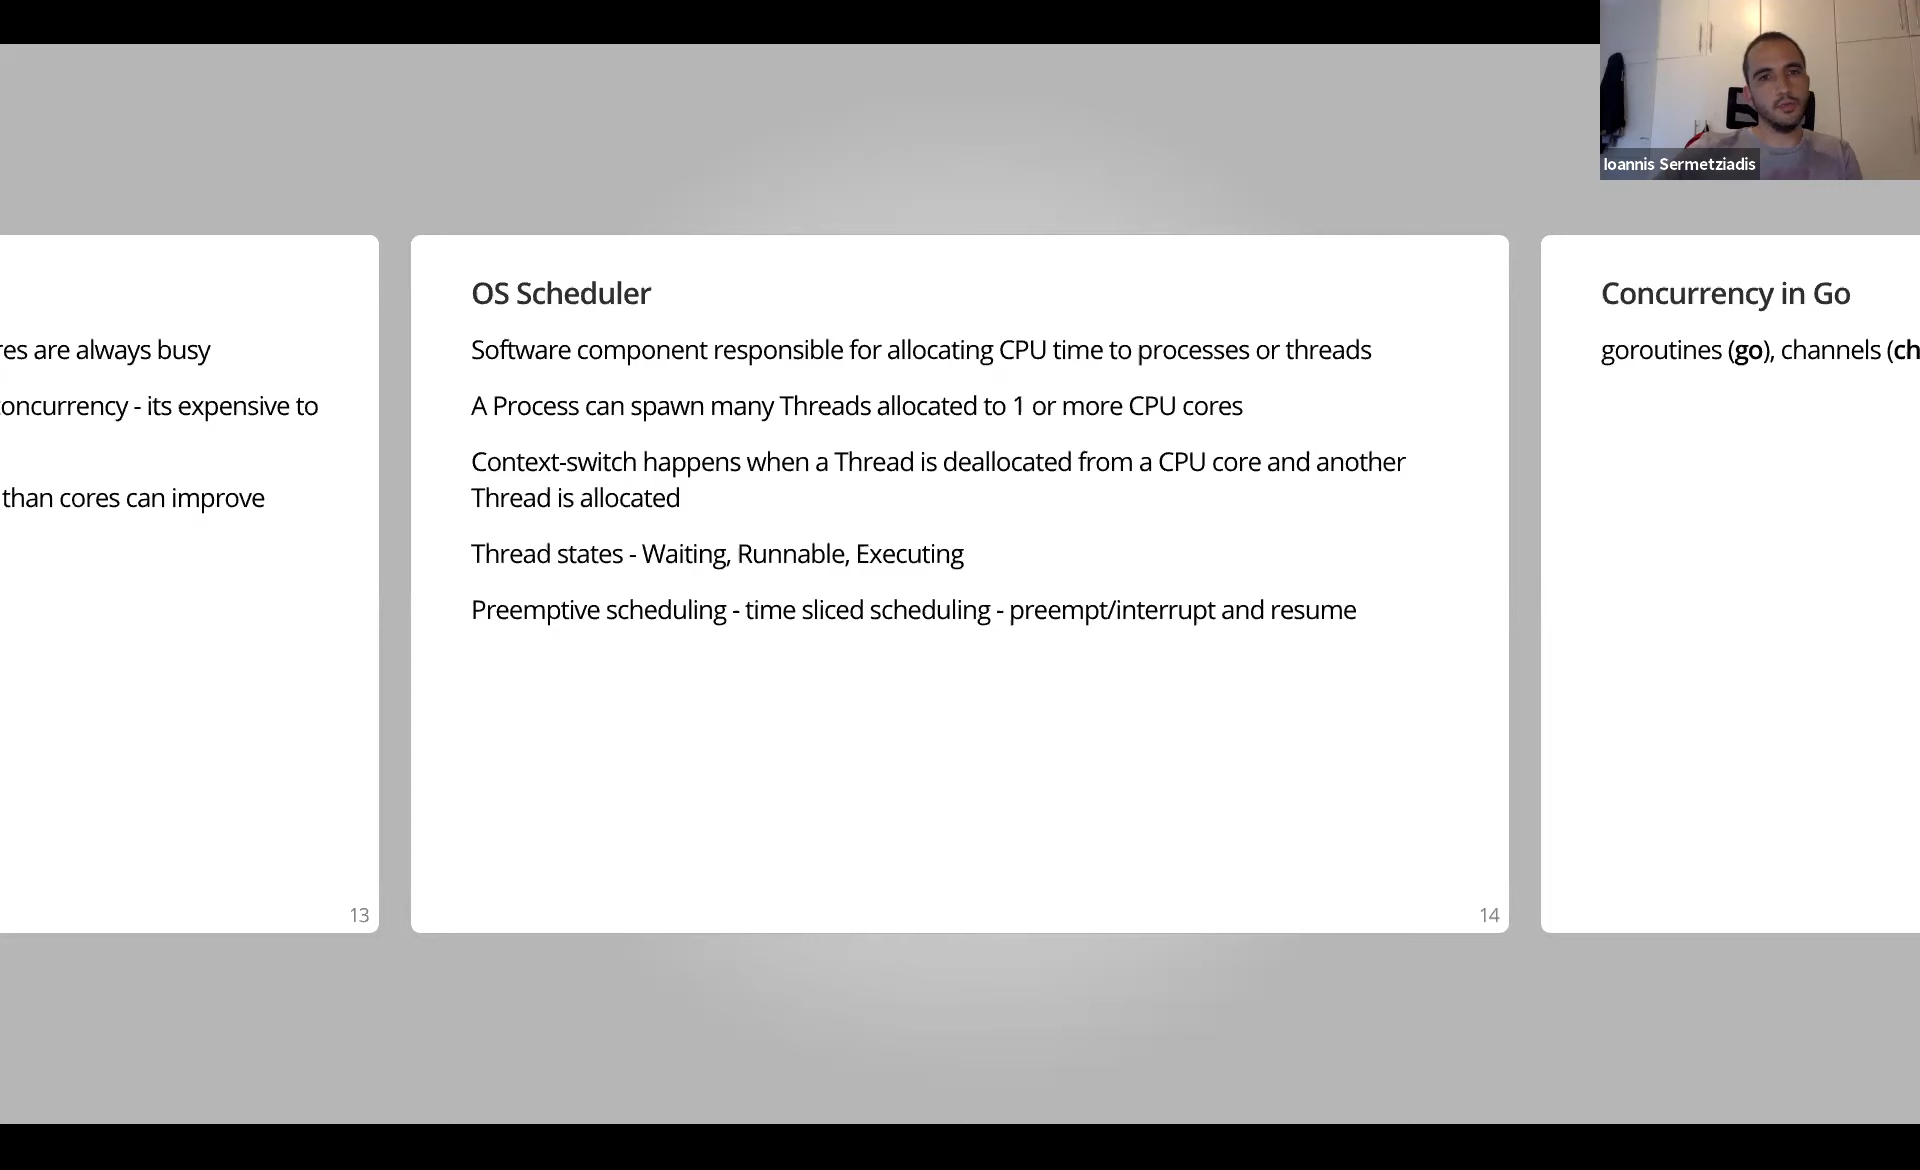 Ioannis Sermetziadis
res are always busy
oncurrency - its expensive to
than cores can improve
13
OS Scheduler
Software component responsible for allocating CPU time to processes or threads
A Process can spawn many Threads allocated to 1 or more CPU cores
Context-switch happens when a Thread is deallocated from a CPU core and another
Thread is allocated
Thread states - Waiting, Runnable, Executing
Preemptive scheduling - time sliced scheduling - preempt/interrupt and resume
14
Concurrency in Go
goroutines (go), channels (ch